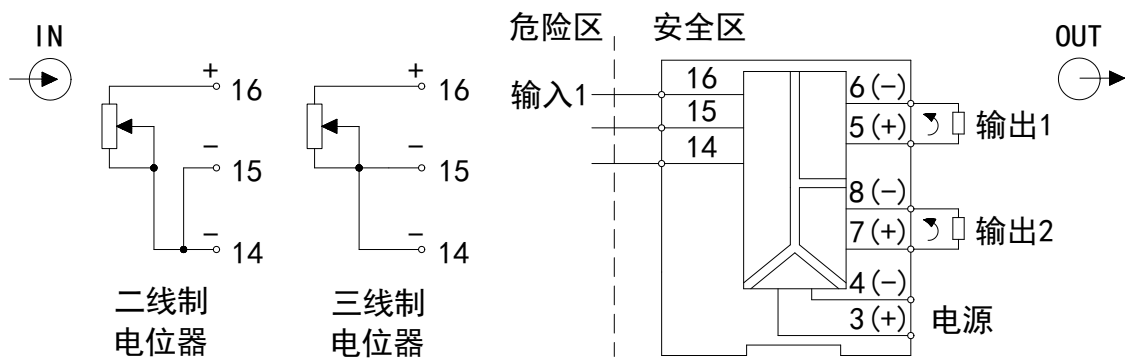 IN
危险区
安全区
OUT
+ 16
- 15
- 14
二线制
电位器
+ 16
- 15
- 14
三线制
电位器
输入1
16
15
14
6(-)
5(+)
输出1
8(-)
7(+)
输出2
4(-)
3(+)
电源